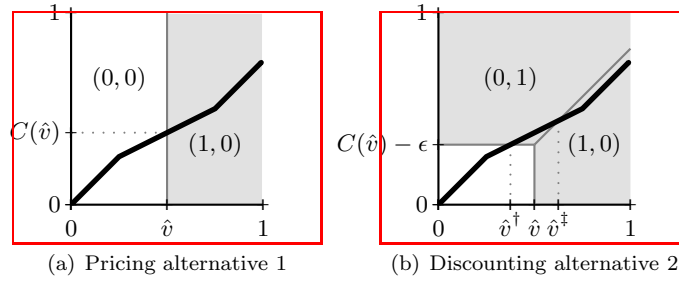 1
(0, 0)
C(v̂)
(1, 0)
0
0
v̂
1
(a) Pricing alternative 1
1
(0, 1)
C(v̂) − ϵ
(1, 0)
0
0
v̂†
v̂
v̂‡
1
(b) Discounting alternative 2